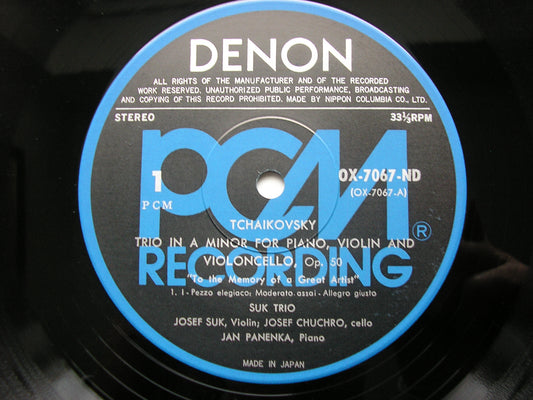 DENON
ALL RIGHTS OF THE MANUFACTURER AND OF THE RECORDED
WORK RESERVED. UNAUTHORIZED PUBLIC PERFORMANCE, BROADCASTING
AND COPYING OF THIS RECORD PROHIBITED. MADE BY NIPPON COLUMBIA CO., LTD.
STEREO 33⅓RPM
PCM
1 OX-7067-ND
PCM (OX-7067-A)
TCHAIKOVSKY
TRIO IN A MINOR FOR PIANO, VIOLIN AND ®
VIOLONCELLO, Op. 50
RECORDING
"To the Memory of a Great Artist"
1. I - Pezzo elegiaco: Moderato assai - Allegro giusto
SUK TRIO
JOSEF SUK, Violin; JOSEF CHUCHRO, cello
JAN PANENKA, Piano
MADE IN JAPAN